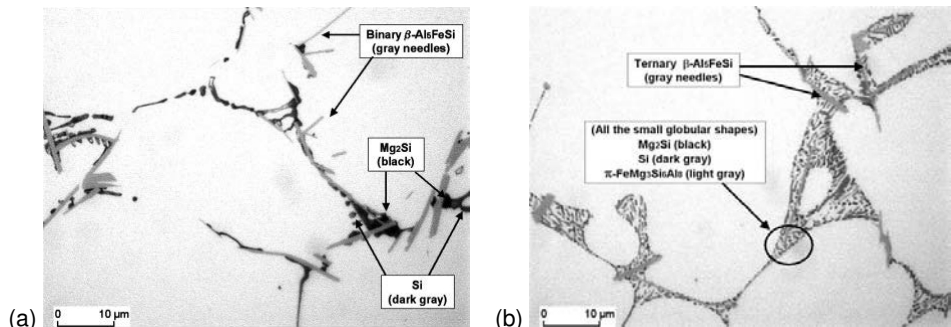 Binary β-Al₅FeSi
(gray needles)
Mg₂Si
(black)
Si
(dark gray)
(a)
0 10 µm
Ternary β-Al₅FeSi
(gray needles)
(All the small globular shapes)
Mg₂Si (black)
Si (dark gray)
π-FeMg₃Si₆Al₈ (light gray)
(b)
0 10 µm